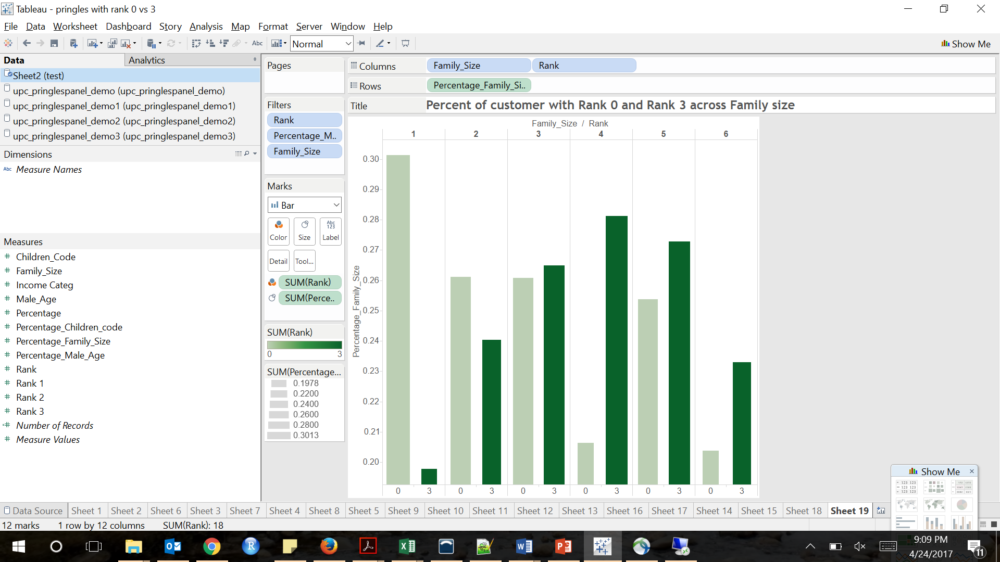 Tableau - pringles with rank 0 vs 3
File Data Worksheet Dashboard Story Analysis Map Format Server Window Help
Abc Normal Show Me
Data Analytics
Sheet2 (test)
upc_pringlespanel_demo (upc_pringlespanel_demo)
upc_pringlespanel_demo1 (upc_pringlespanel_demo1)
upc_pringlespanel_demo2 (upc_pringlespanel_demo2)
upc_pringlespanel_demo3 (upc_pringlespanel_demo3)
Dimensions
Abc Measure Names
Measures
# Children_Code
# Family_Size
# Income Categ
# Male_Age
# Percentage
# Percentage_Children_code
# Percentage_Family_Size
# Percentage_Male_Age
# Rank
# Rank 1
# Rank 2
# Rank 3
=# Number of Records
# Measure Values
Pages
Filters
Rank
Percentage_M..
Family_Size
Marks
Bar
Color Size Abc 123 Label
Detail Tool...
SUM(Rank)
SUM(Perce..
SUM(Rank)
0 3
SUM(Percentage...
0.1978
0.2200
0.2400
0.2600
0.2800
0.3013
Columns Family_Size Rank
Rows Percentage_Family_Si..
Title Percent of customer with Rank 0 and Rank 3 across Family size
Family_Size / Rank
1 2 3 4 5 6
Percentage_Family_Size
0.30
0.29
0.28
0.27
0.26
0.25
0.24
0.23
0.22
0.21
0.20
0 3 0 3 0 3 0 3 0 3 0 3
Show Me ×
Data Source Sheet 1 Sheet 2 Sheet 6 Sheet 3 Sheet 7 Sheet 4 Sheet 8 Sheet 5 Sheet 9 Sheet 10 Sheet 11 Sheet 12 Sheet 13 Sheet 16 Sheet 17 Sheet 14 Sheet 15 Sheet 18 Sheet 19
12 marks 1 row by 12 columns SUM(Rank): 18
9:09 PM
4/24/2017
11